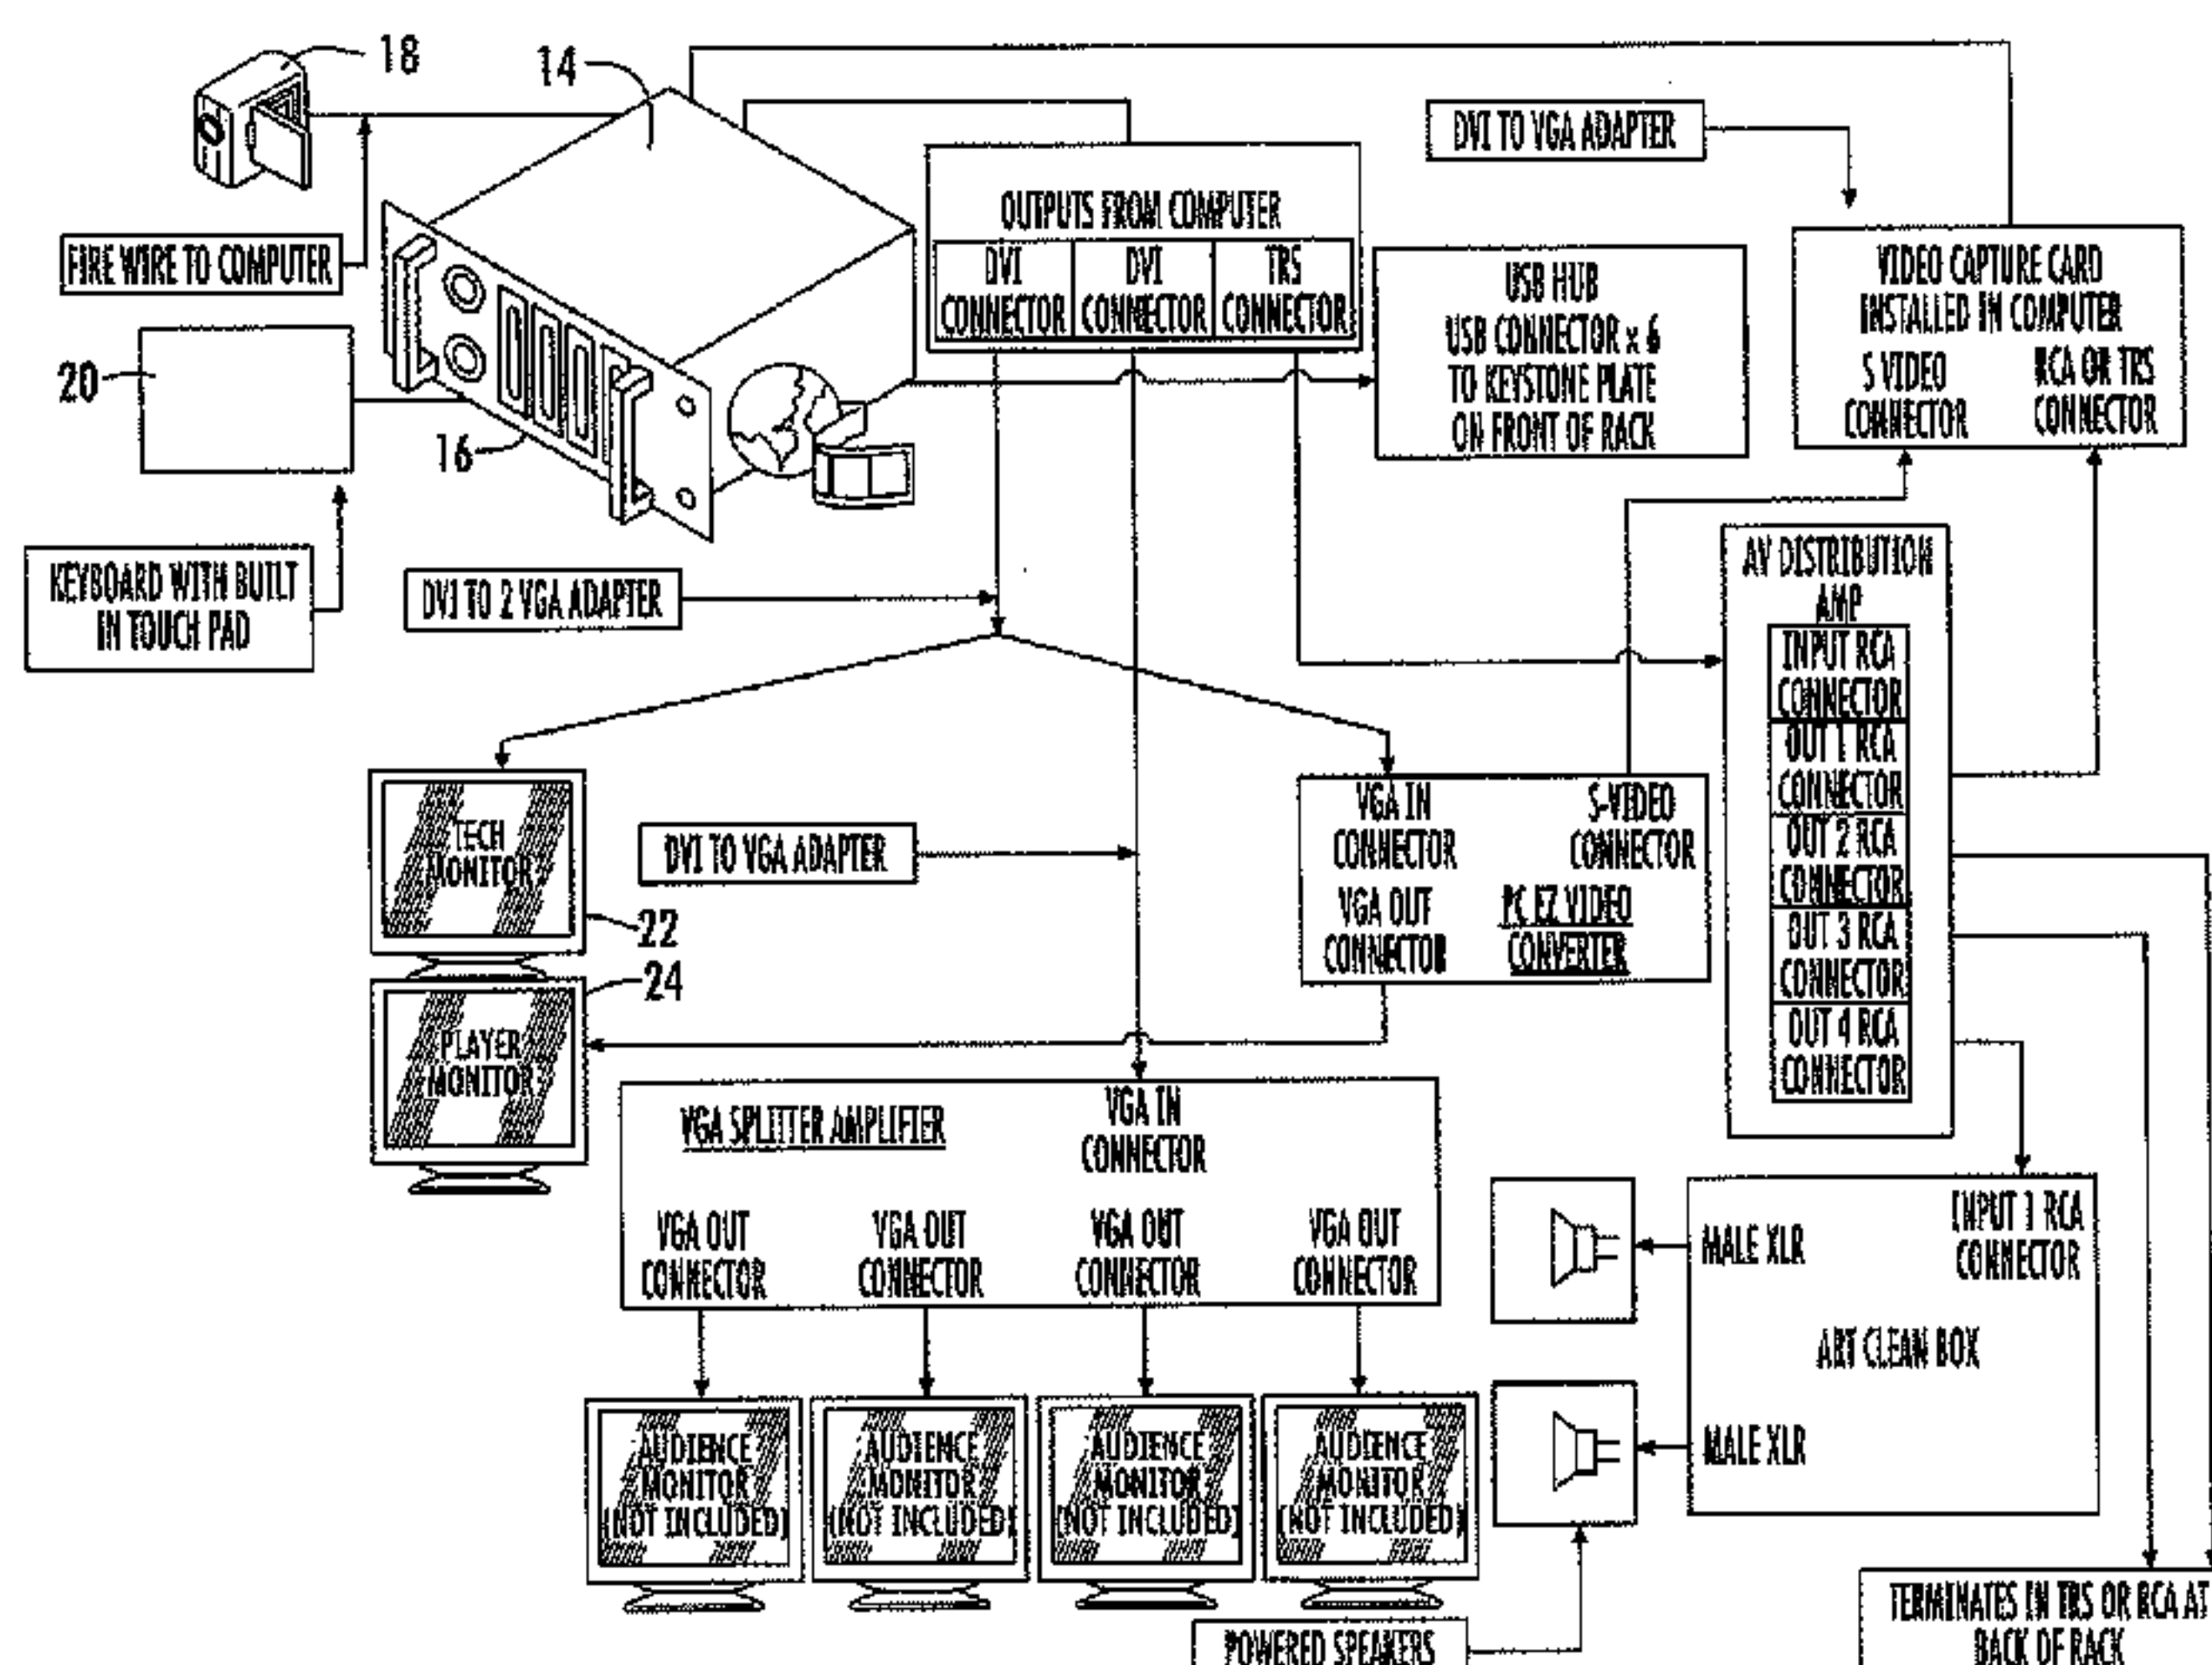 18
14
DVI TO VGA ADAPTER
OUTPUTS FROM COMPUTER
DVI
CONNECTOR
DVI
CONNECTOR
TRS
CONNECTOR
FIRE WIRE TO COMPUTER
USB HUB
USB CONNECTOR x 6
TO KEYSTONE PLATE
ON FRONT OF RACK
VIDEO CAPTURE CARD
INSTALLED IN COMPUTER
S VIDEO
CONNECTOR
RCA OR TRS
CONNECTOR
20
16
KEYBOARD WITH BUILT
IN TOUCH PAD
DVI TO 2 VGA ADAPTER
AV DISTRIBUTION
AMP
INPUT RCA
CONNECTOR
OUT 1 RCA
CONNECTOR
OUT 2 RCA
CONNECTOR
OUT 3 RCA
CONNECTOR
OUT 4 RCA
CONNECTOR
TECH
MONITOR
22
DVI TO VGA ADAPTER
VGA IN
CONNECTOR
S-VIDEO
CONNECTOR
VGA OUT
CONNECTOR
PC EZ VIDEO
CONVERTER
24
PLAYER
MONITOR
VGA SPLITTER AMPLIFIER
VGA IN
CONNECTOR
VGA OUT
CONNECTOR
VGA OUT
CONNECTOR
VGA OUT
CONNECTOR
VGA OUT
CONNECTOR
MALE XLR
INPUT 1 RCA
CONNECTOR
ART CLEAN BOX
MALE XLR
AUDIENCE
MONITOR
(NOT INCLUDED)
AUDIENCE
MONITOR
(NOT INCLUDED)
AUDIENCE
MONITOR
(NOT INCLUDED)
AUDIENCE
MONITOR
(NOT INCLUDED)
POWERED SPEAKERS
TERMINATES IN TRS OR RCA AT
BACK OF RACK